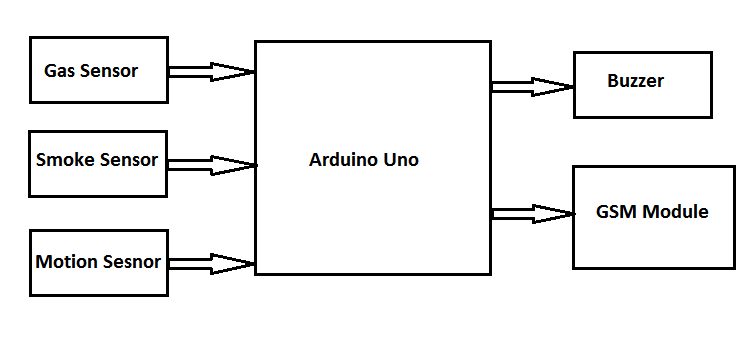 Gas Sensor
Smoke Sensor
Motion Sesnor
Arduino Uno
Buzzer
GSM Module